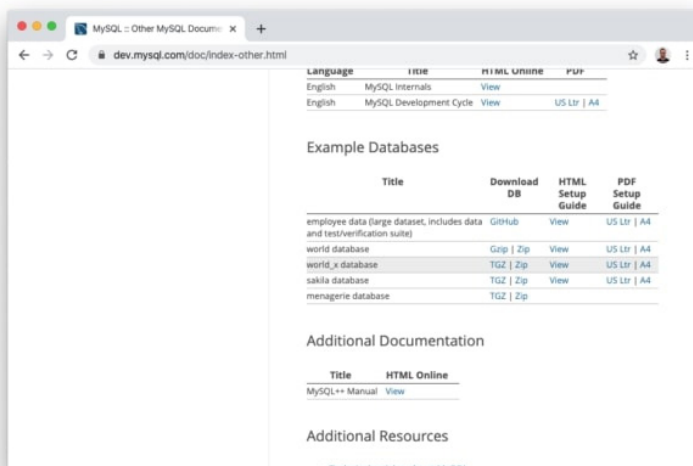 MySQL :: Other MySQL Docume
dev.mysql.com/doc/index-other.html
Language Title HTML Online PDF
English MySQL Internals View
English MySQL Development Cycle View US Ltr | A4
Example Databases
Title Download DB HTML Setup Guide PDF Setup Guide
employee data (large dataset, includes data and test/verification suite) GitHub View US Ltr | A4
world database Gzip | Zip View US Ltr | A4
world_x database TGZ | Zip View US Ltr | A4
sakila database TGZ | Zip View US Ltr | A4
menagerie database TGZ | Zip
Additional Documentation
Title HTML Online
MySQL++ Manual View
Additional Resources